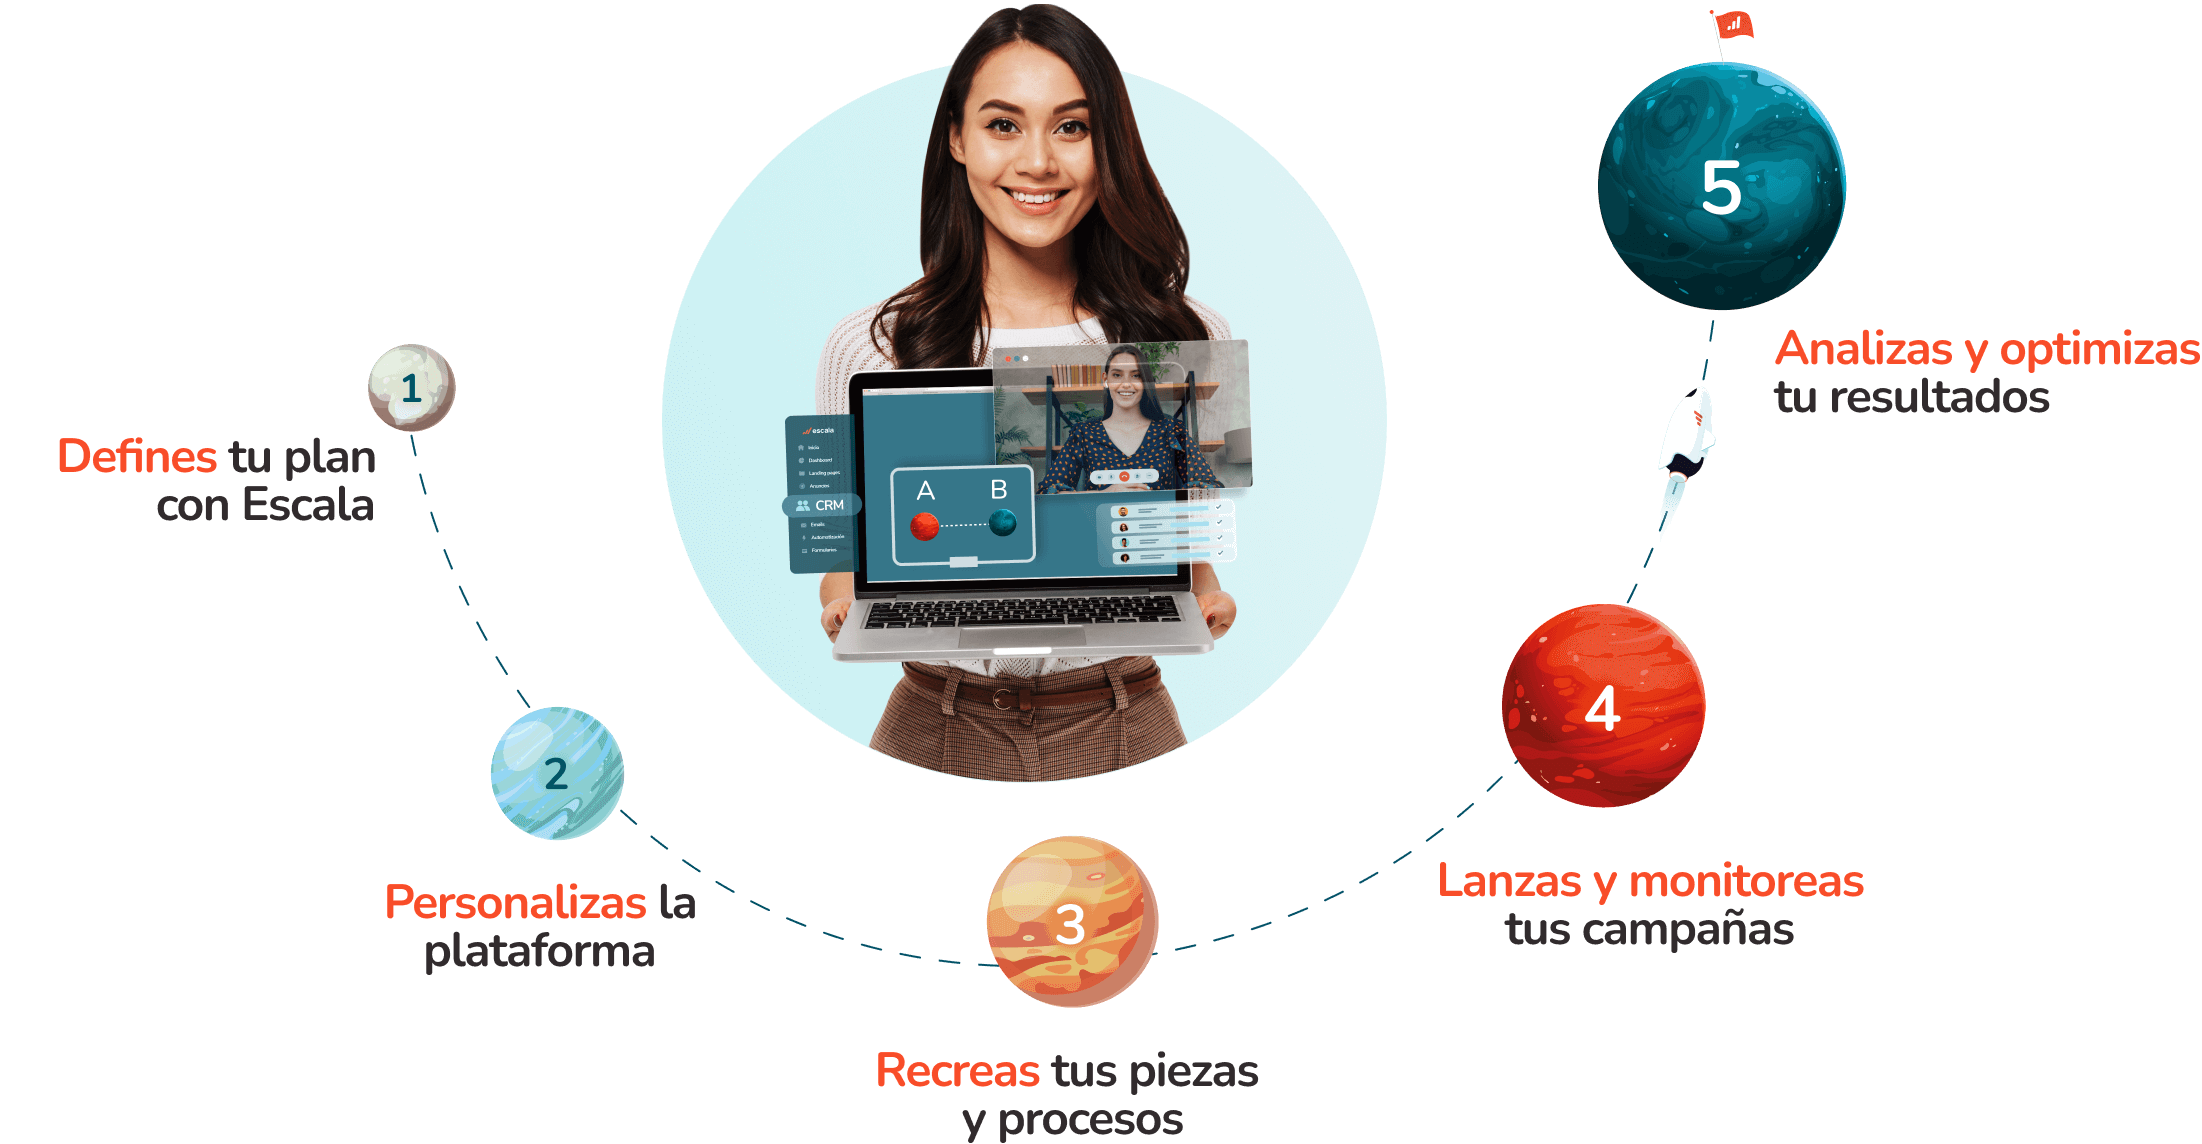 1
Defines tu plan
con Escala
2
Personalizas la
plataforma
3
Recreas tus piezas
y procesos
4
Lanzas y monitoreas
tus campañas
5
Analizas y optimizas
tu resultados
escala
Inicio
Dashboard
Landing pages
Anuncios
CRM
Emails
Automatización
Formularios
A B